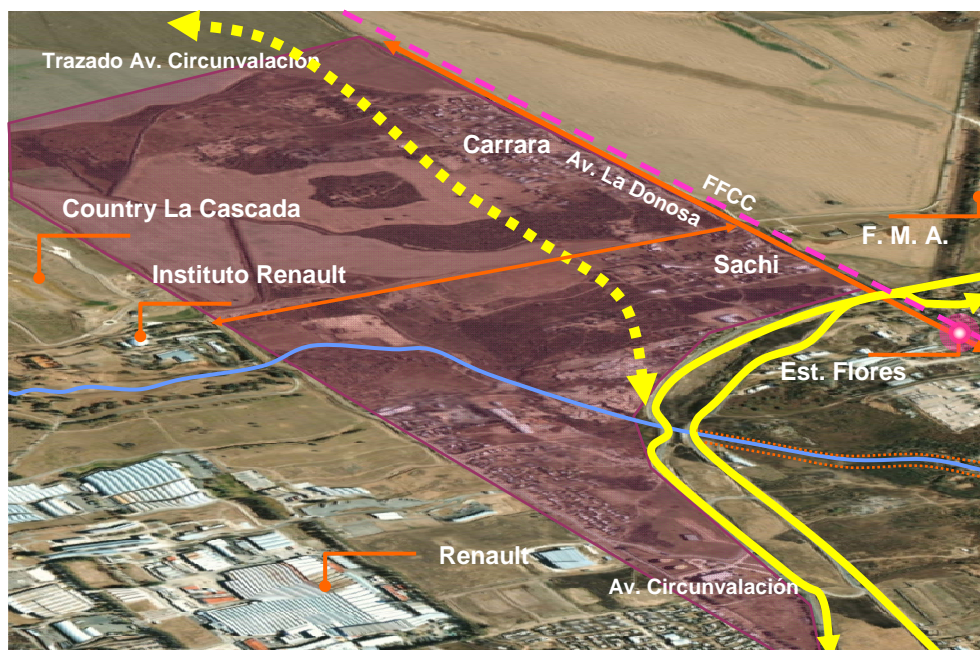 Trazado Av. Circunvalación
Carrara
Av. La Donosa
FFCC
Country La Cascada
F. M. A.
Sachi
Instituto Renault
Est. Flores
Renault
Av. Circunvalación